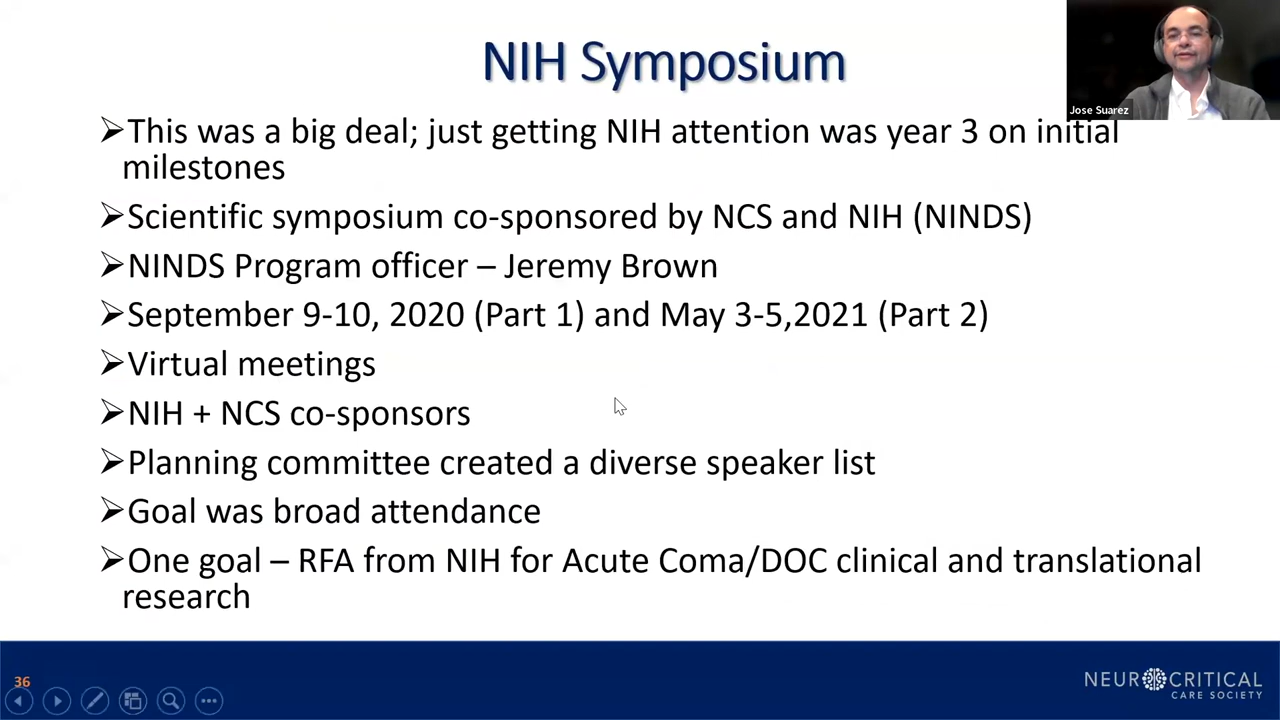 NIH Symposium
Jose Suarez
➢This was a big deal; just getting NIH attention was year 3 on initial
milestones
➢Scientific symposium co-sponsored by NCS and NIH (NINDS)
➢NINDS Program officer – Jeremy Brown
➢September 9-10, 2020 (Part 1) and May 3-5,2021 (Part 2)
➢Virtual meetings
➢NIH + NCS co-sponsors
➢Planning committee created a diverse speaker list
➢Goal was broad attendance
➢One goal – RFA from NIH for Acute Coma/DOC clinical and translational
research
36
NEUROCRITICAL
CARE SOCIETY